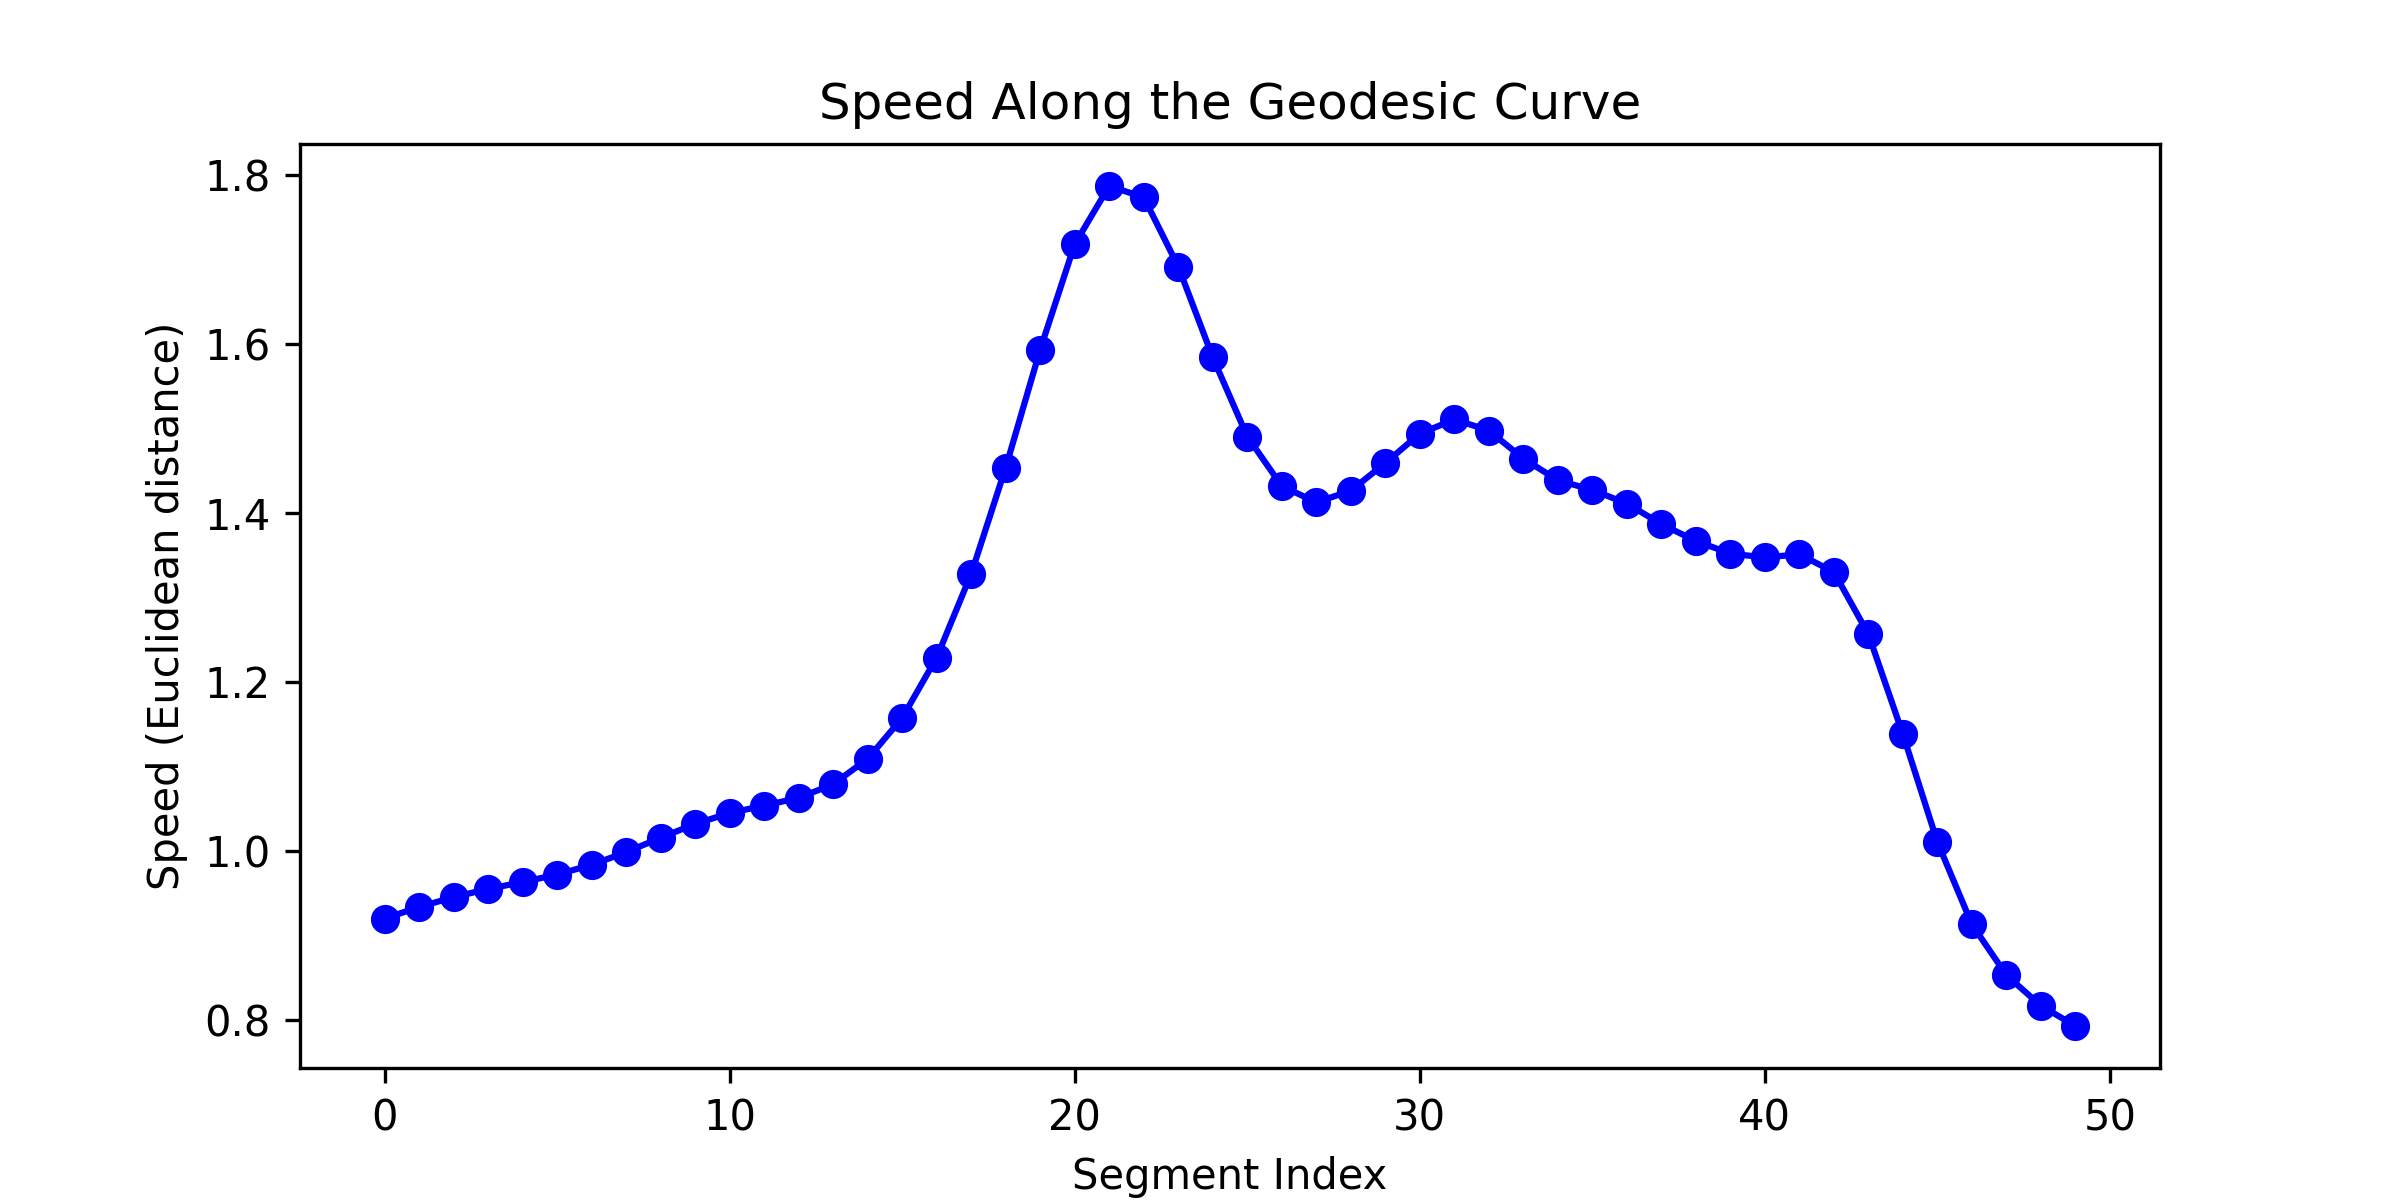 Speed Along the Geodesic Curve
Speed (Euclidean distance)
1.8
1.6
1.4
1.2
1.0
0.8
0 10 20 30 40 50
Segment Index